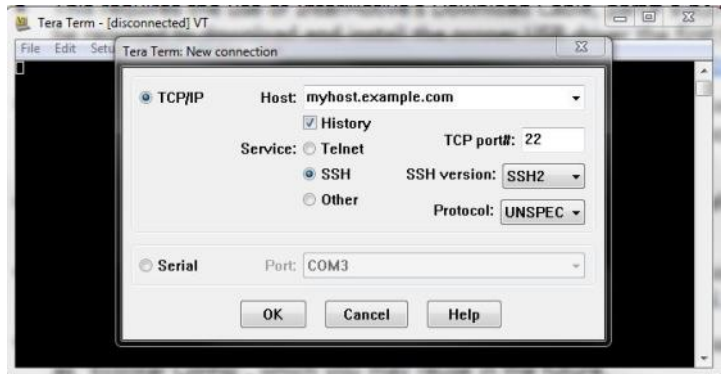 Tera Term - [disconnected] VT
File Edit Setu
Tera Term: New connection
TCP/IP Host: myhost.example.com
History
Service: Telnet TCP port#: 22
SSH SSH version: SSH2
Other Protocol: UNSPEC
Serial Port: COM3
OK Cancel Help